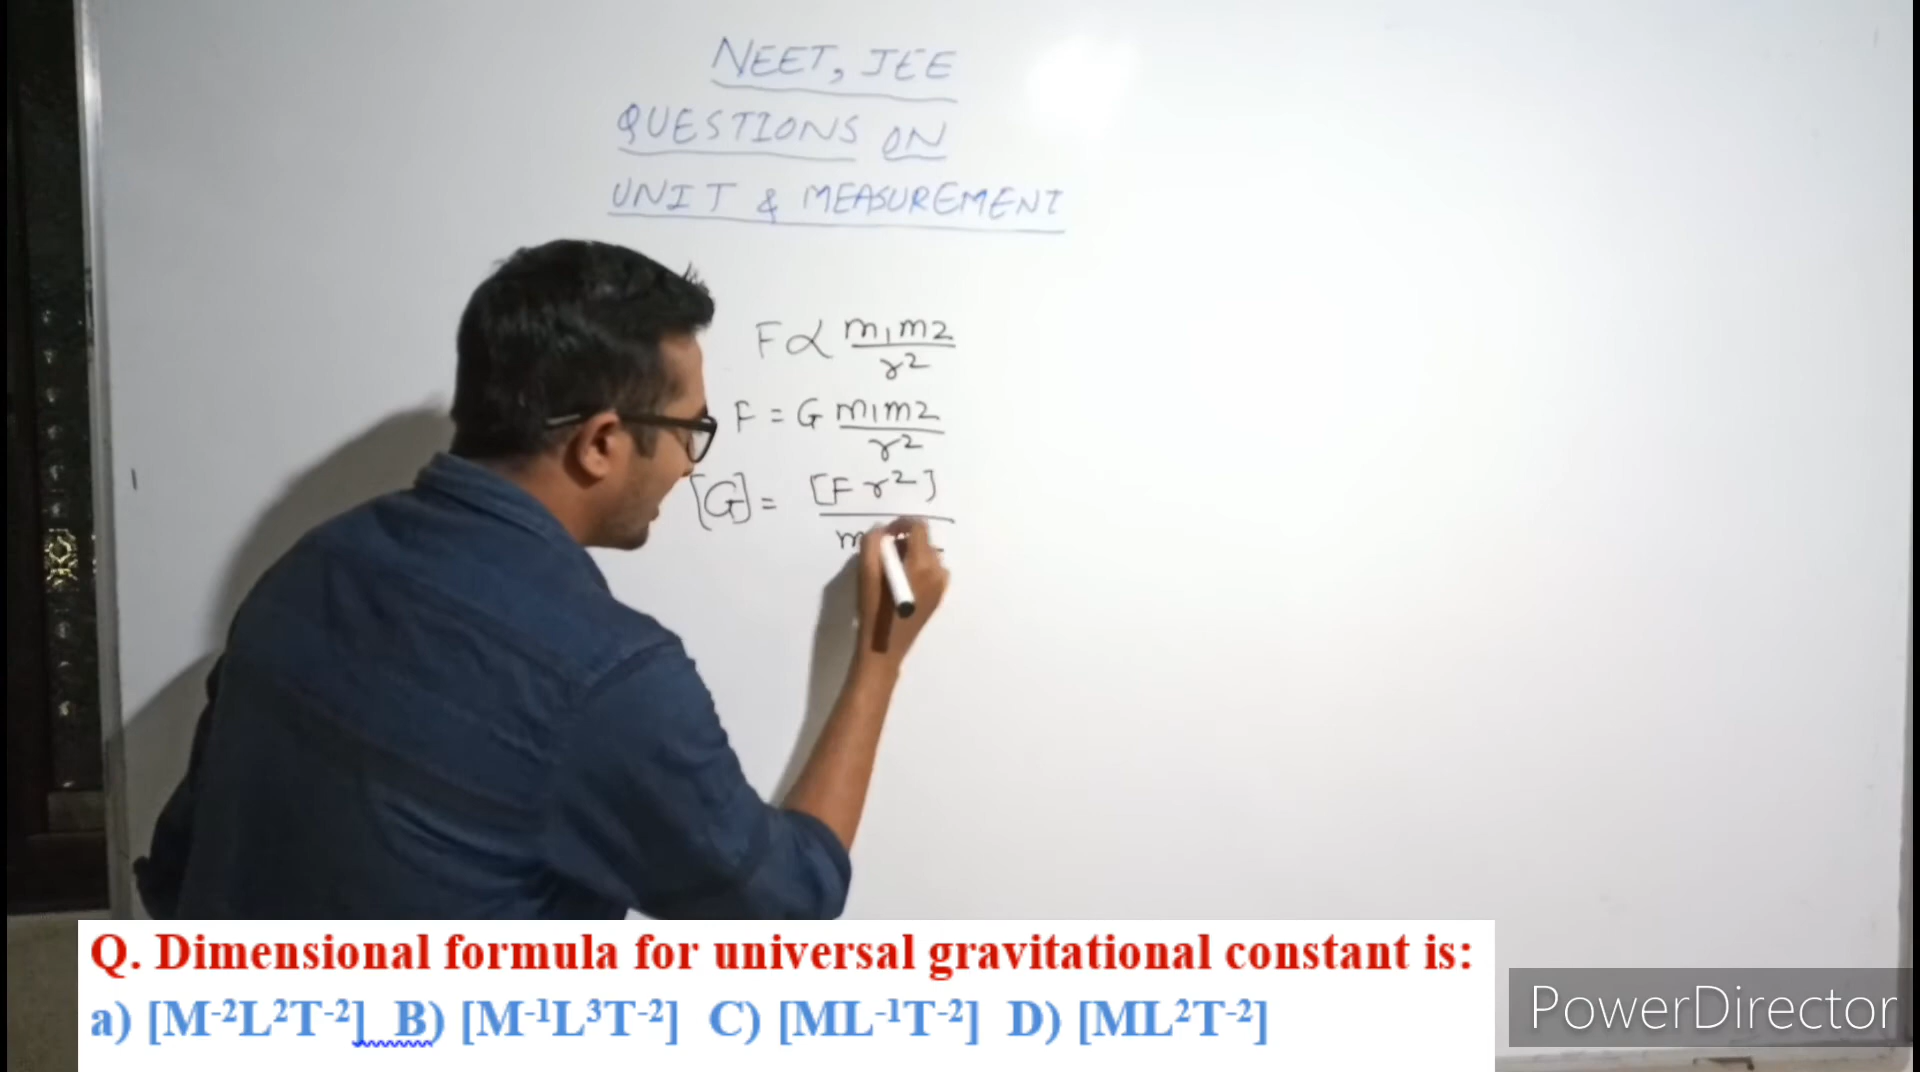 NEET, JEE
QUESTIONS ON
UNIT & MEASUREMENT
F ∝ m1m2/r²
F = G m1m2/r²
[G] = [F r²]/m
Q. Dimensional formula for universal gravitational constant is:
a) [M⁻²L²T⁻²] B) [M⁻¹L³T⁻²] C) [ML⁻¹T⁻²] D) [ML²T⁻²]
PowerDirector